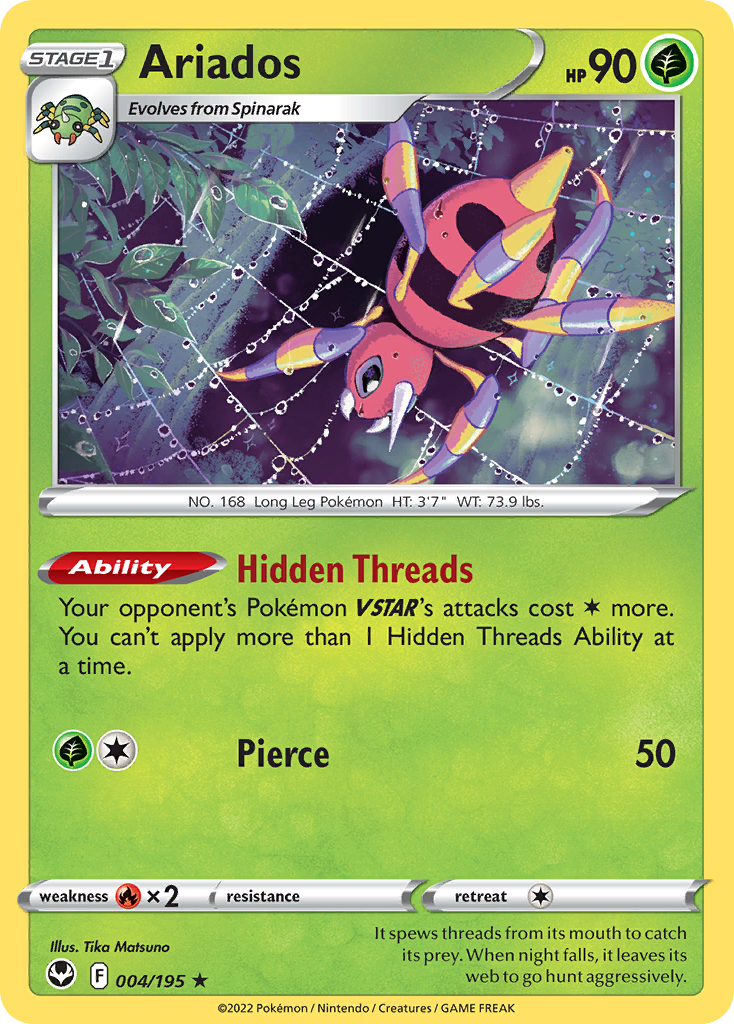 STAGE1
Ariados
HP90
Evolves from Spinarak
NO. 168 Long Leg Pokémon HT: 3'7" WT: 73.9 lbs.
Ability Hidden Threads
Your opponent's Pokémon VSTAR's attacks cost more.
You can't apply more than 1 Hidden Threads Ability at
a time.
Pierce 50
weakness ×2 resistance retreat
Illus. Tika Matsuno
It spews threads from its mouth to catch
its prey. When night falls, it leaves its
web to go hunt aggressively.
F 004/195 ★
©2022 Pokémon / Nintendo / Creatures / GAME FREAK